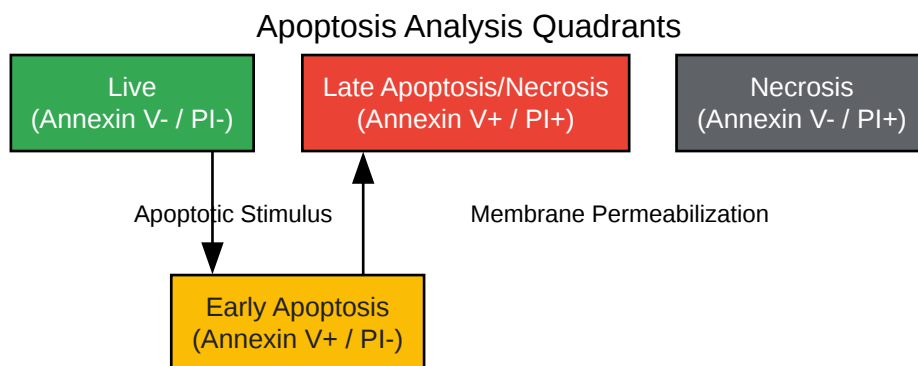 Apoptosis Analysis Quadrants
Live
(Annexin V- / PI-)
Late Apoptosis/Necrosis
(Annexin V+ / PI+)
Necrosis
(Annexin V- / PI+)
Apoptotic Stimulus
Membrane Permeabilization
Early Apoptosis
(Annexin V+ / PI-)